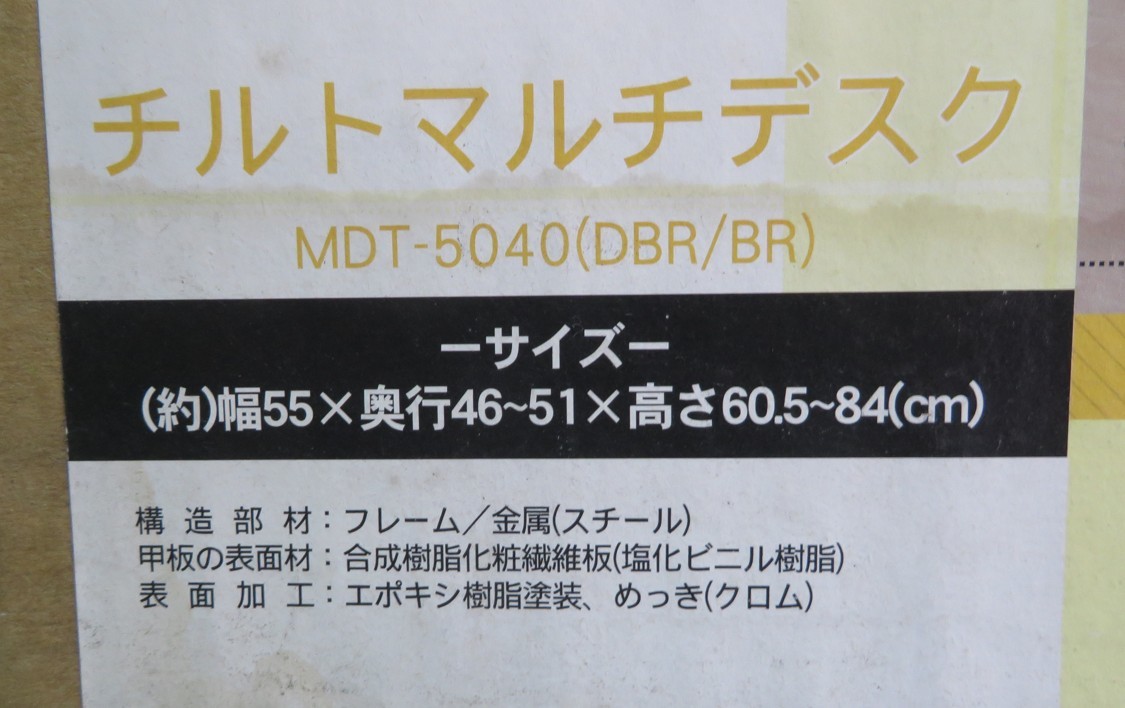 チルトマルチデスク
MDT-5040(DBR/BR)
ーサイズー
(約)幅55×奥行46~51×高さ60.5~84(cm)
構造部材：フレーム／金属(スチール)
甲板の表面材：合成樹脂化粧繊維板(塩化ビニル樹脂)
表面加工：エポキシ樹脂塗装、めっき(クロム)